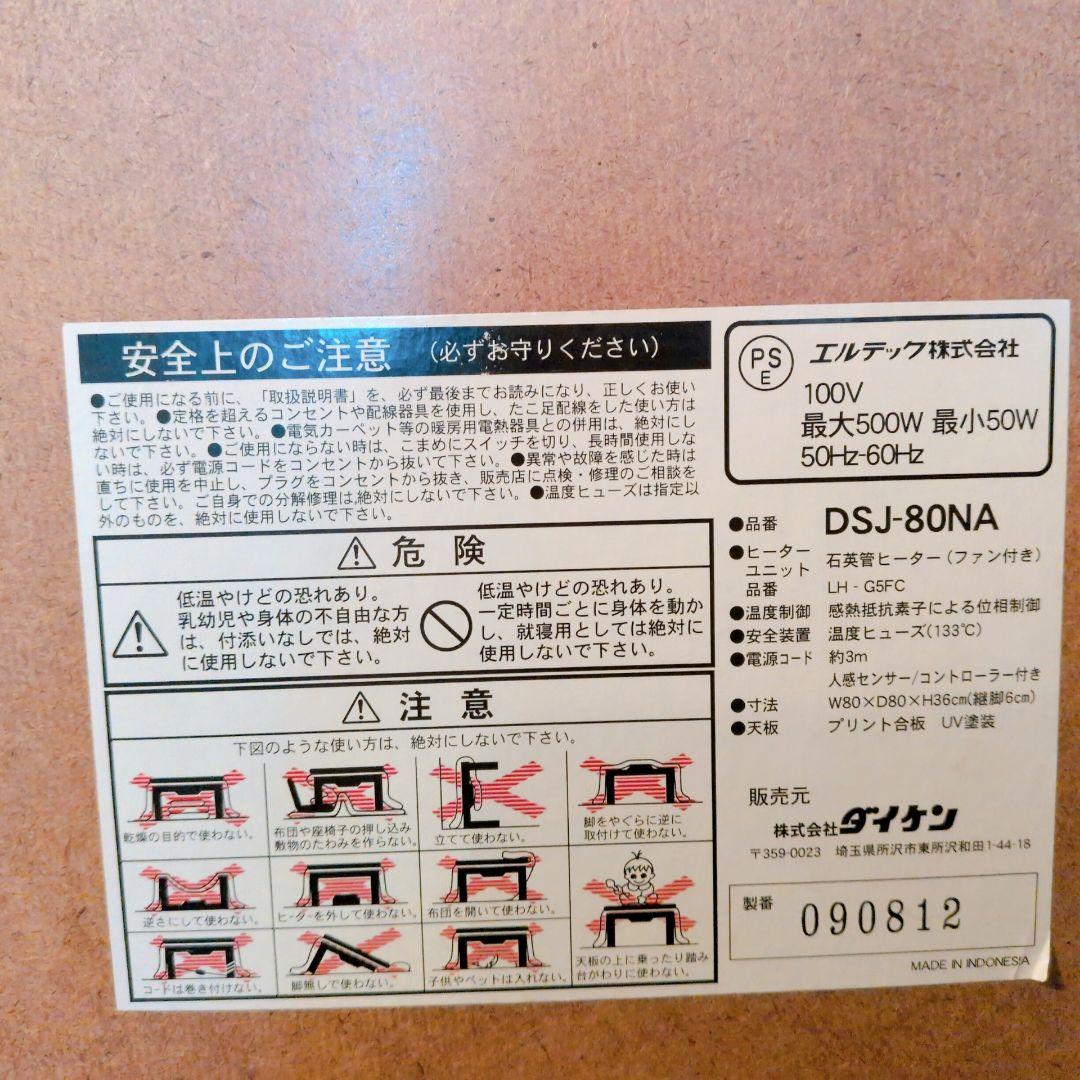 安全上のご注意 (必ずお守りください)
●ご使用になる前に、「取扱説明書」を、必ず最後までお読みになり、正しくお使い
下さい。●定格を超えるコンセントや配線器具を使用し、たこ足配線をした使い方は
絶対にしないで下さい。●電気カーペット等の暖房用電熱器具との併用は、絶対にし
ないで下さい。●ご使用にならない時は、こまめにスイッチを切り、長時間使用しな
い時は、必ず電源コードをコンセントから抜いて下さい。●異常や故障を感じた時は
直ちに使用を中止し、プラグをコンセントから抜き、販売店に点検・修理のご相談を
して下さい。ご自身での分解修理は,絶対にしないで下さい。●温度ヒューズは指定以
外のものを、絶対に使用しないで下さい。
危険
低温やけどの恐れあり。
乳幼児や身体の不自由な方
は、付添いなしでは、絶対
に使用しないで下さい。
低温やけどの恐れあり。
一定時間ごとに身体を動か
し、就寝用としては絶対に
使用しないで下さい。
注意
下図のような使い方は、絶対にしないで下さい。
乾燥の目的で使わない。
布団や座椅子の押し込み
敷物のたわみを作らない。
立てて使わない。
脚をやぐらに逆に
取付けて使わない。
逆さにして使わない。
ヒーターを外して使わない。
布団を開いて使わない。
天板の上に乗ったり踏み
台がわりに使わない。
コードは巻き付けない。
脚無しで使わない。
子供やペットは入れない。
PS
E
エルテック株式会社
100V
最大500W 最小50W
50Hz-60Hz
●品番 DSJ-80NA
●ヒーター
ユニット
品番
石英管ヒーター(ファン付き)
LH-G5FC
●温度制御 感熱抵抗素子による位相制御
●安全装置 温度ヒューズ(133℃)
●電源コード 約3m
人感センサー/コントローラー付き
●寸法 W80×D80×H36cm(継脚6cm)
●天板 プリント合板 UV塗装
販売元
株式会社ダイケン
〒359-0023 埼玉県所沢市東所沢和田1-44-18
製番 090812
MADE IN INDONESIA